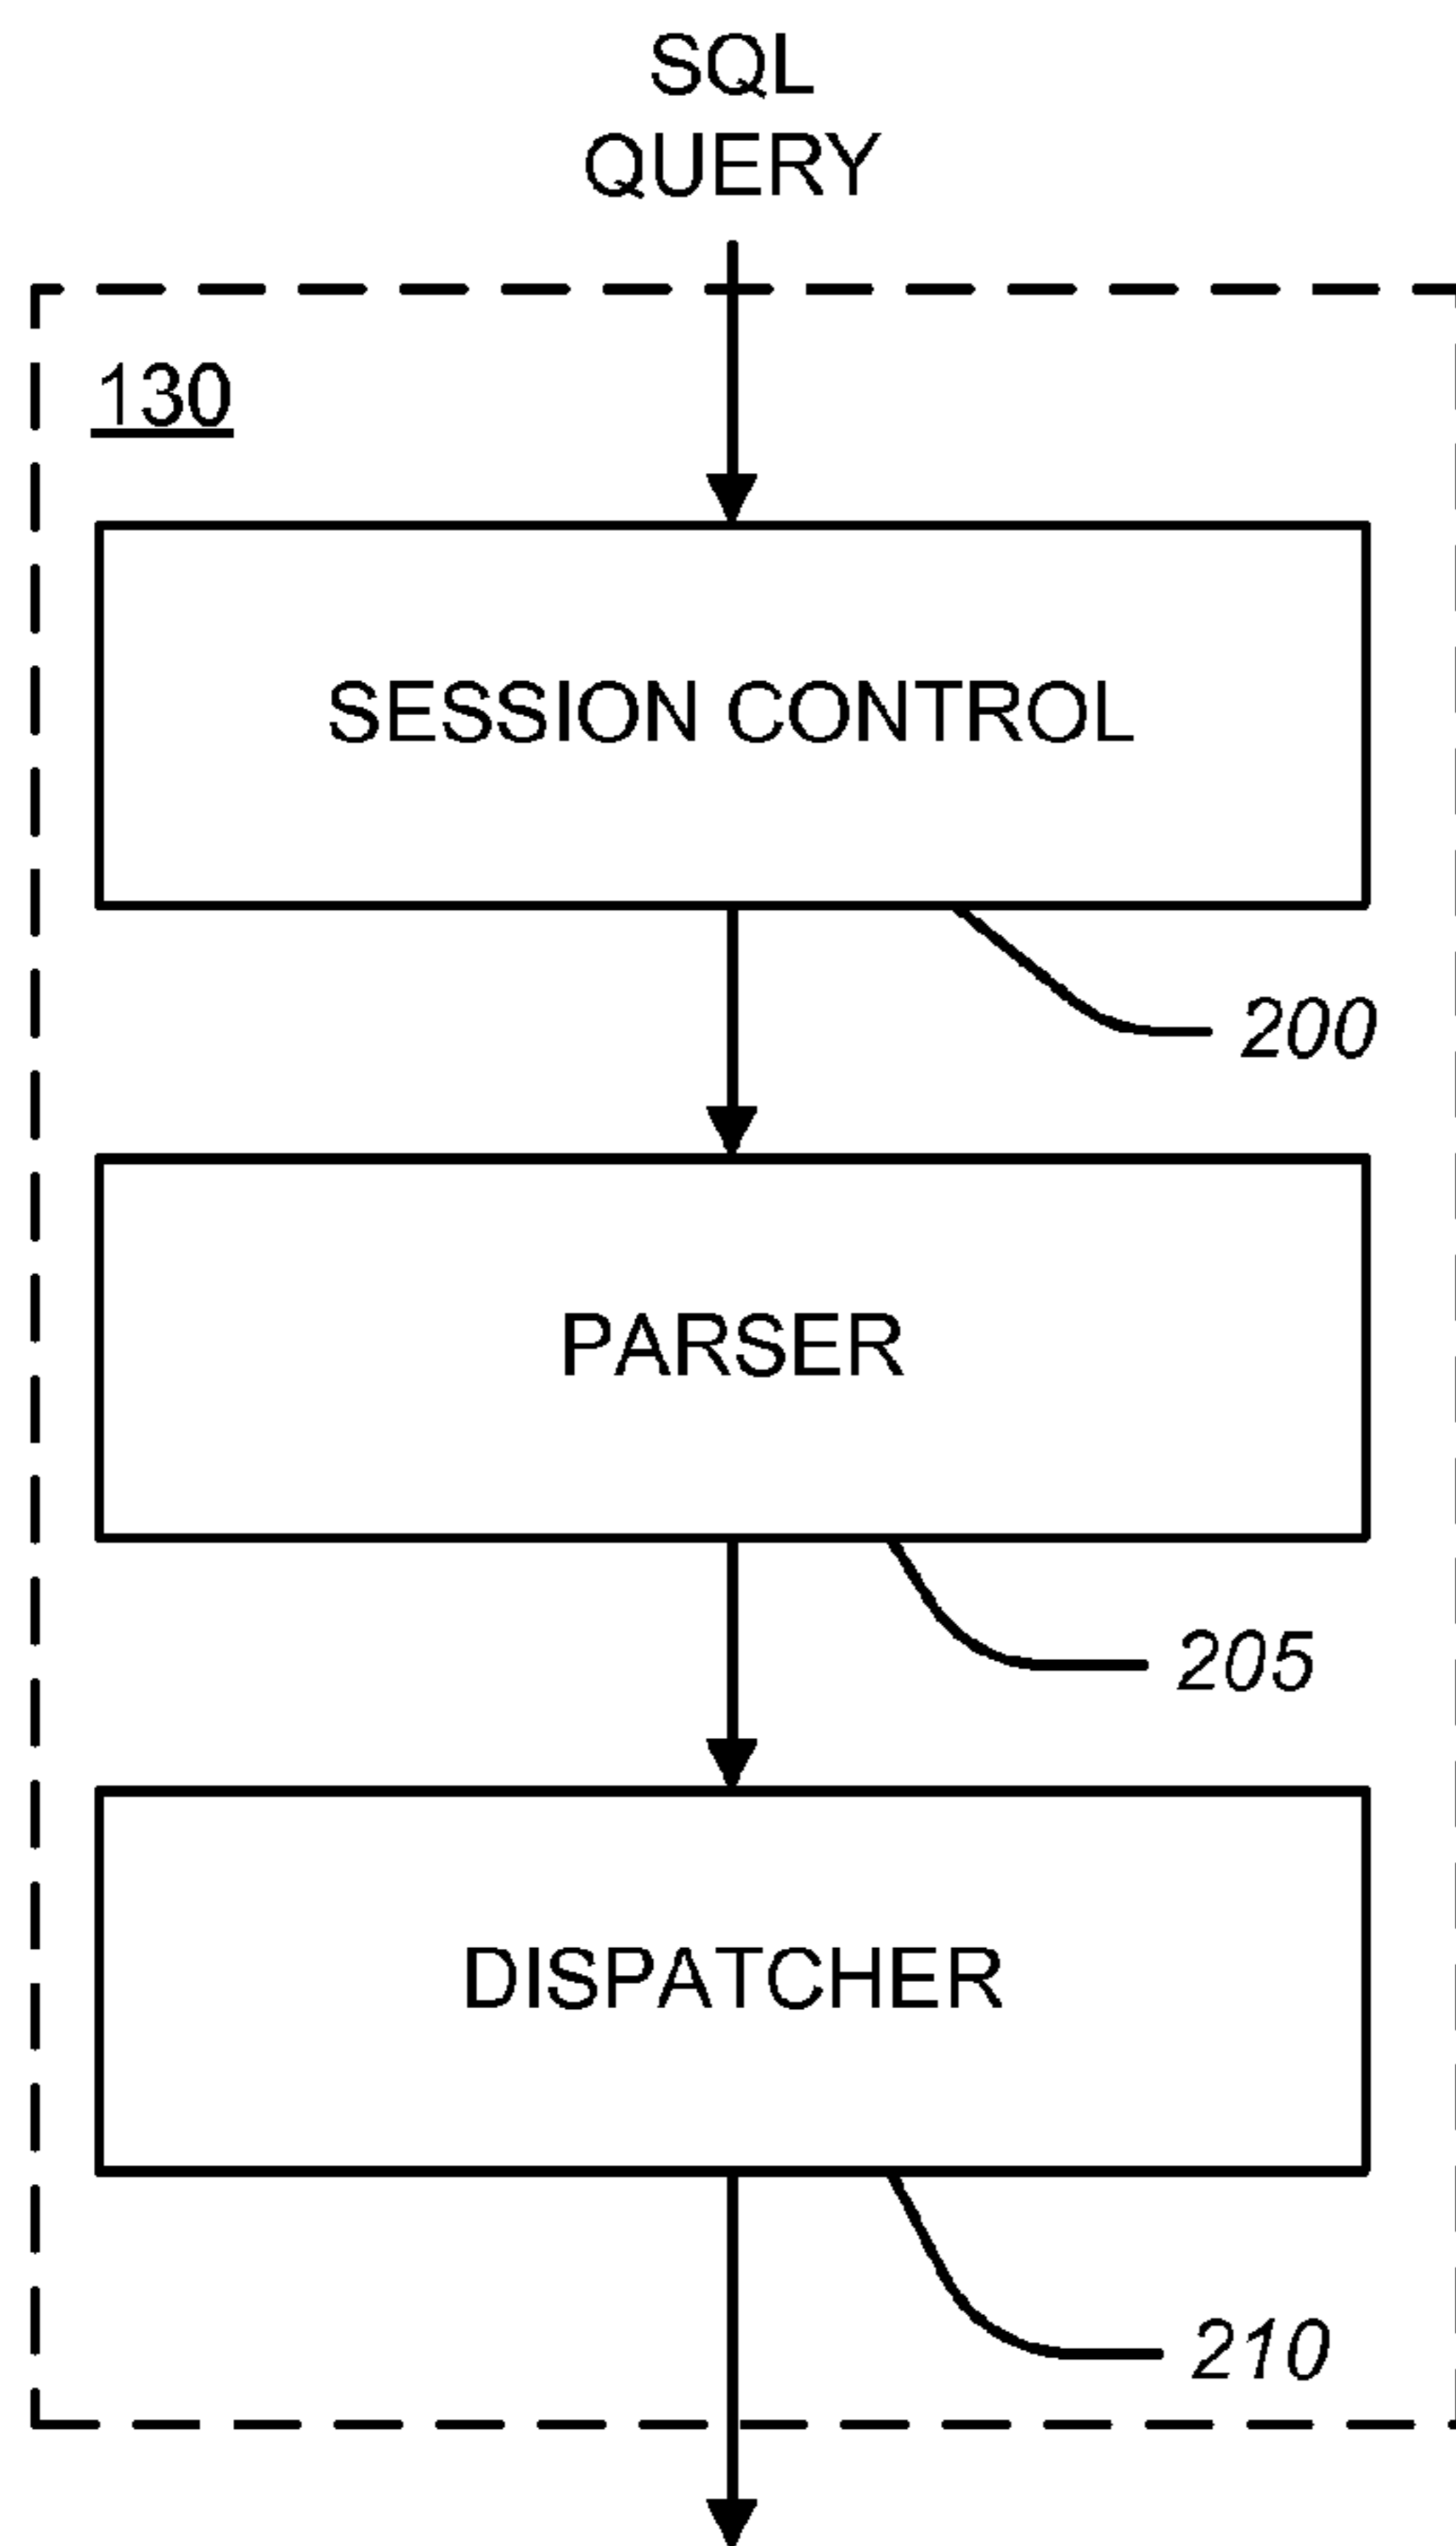 SQL
QUERY
130
SESSION CONTROL
200
PARSER
205
DISPATCHER
210